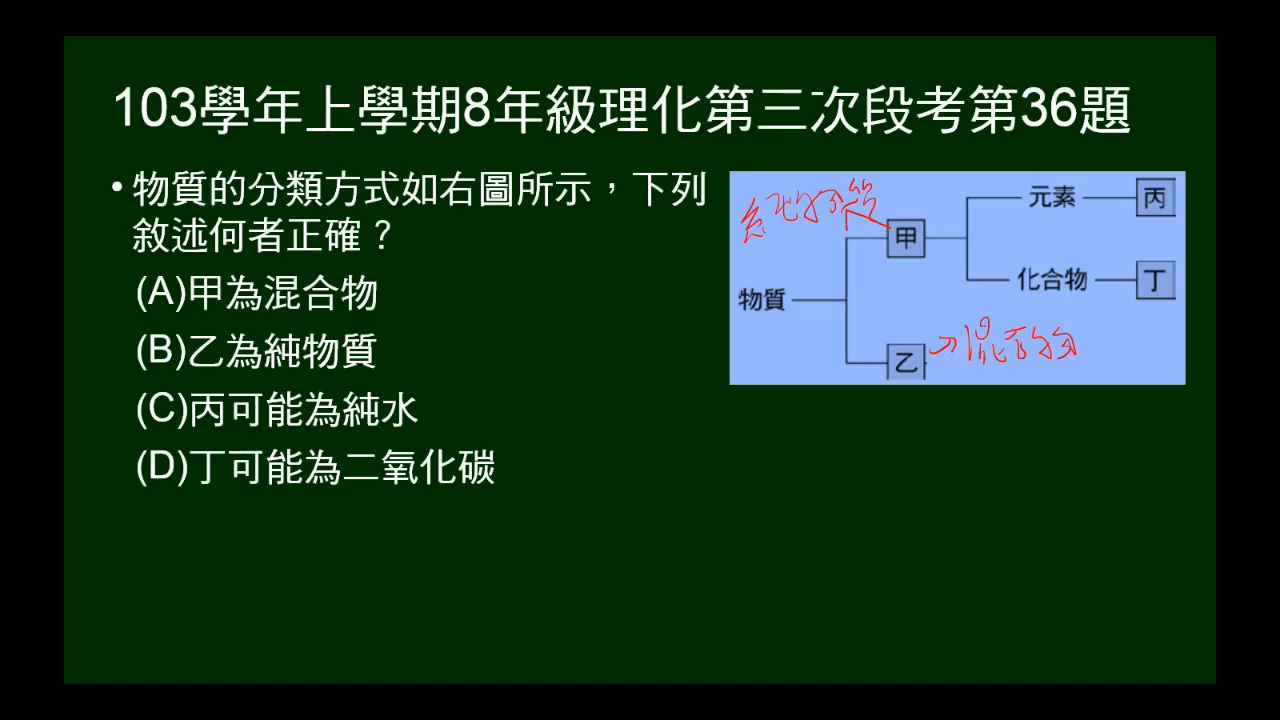 103學年上學期8年級理化第三次段考第36題
• 物質的分類方式如右圖所示，下列
敘述何者正確？
(A)甲為混合物
(B)乙為純物質
(C)丙可能為純水
(D)丁可能為二氧化碳
純物質
元素
丙
甲
物質
化合物
丁
乙
混合物